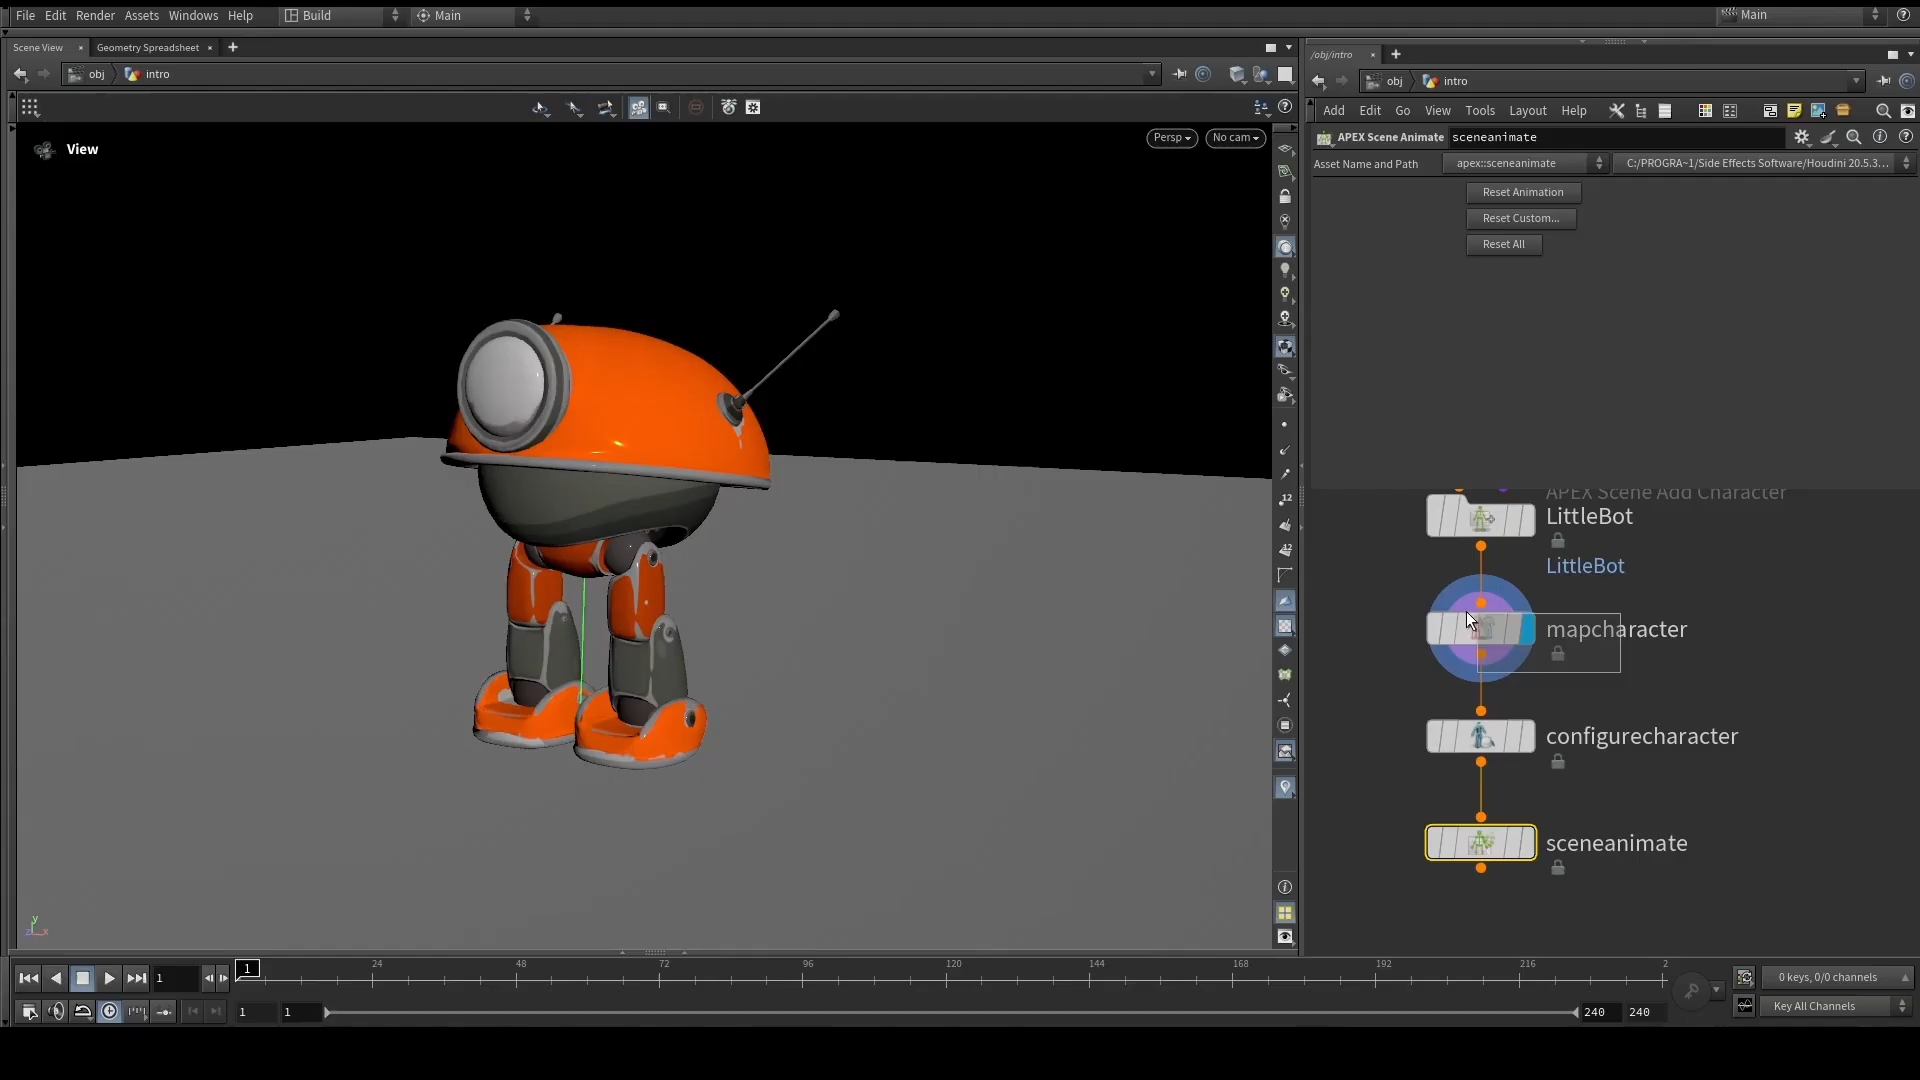 File Edit Render Assets Windows Help Build Main Main
Scene View Geometry Spreadsheet
obj intro
View
Persp No cam
12
12
y
z x
/obj/intro
obj intro
Add Edit Go View Tools Layout Help
APEX Scene Animate sceneanimate
Asset Name and Path apex::sceneanimate C:/PROGRA~1/Side Effects Software/Houdini 20.5.3...
Reset Animation
Reset Custom...
Reset All
APEX Scene Add Character
LittleBot
LittleBot
mapcharacter
configurecharacter
sceneanimate
1 1 24 48 72 96 120 144 168 192 216 2
0 keys, 0/0 channels
1 1 240 240
Key All Channels